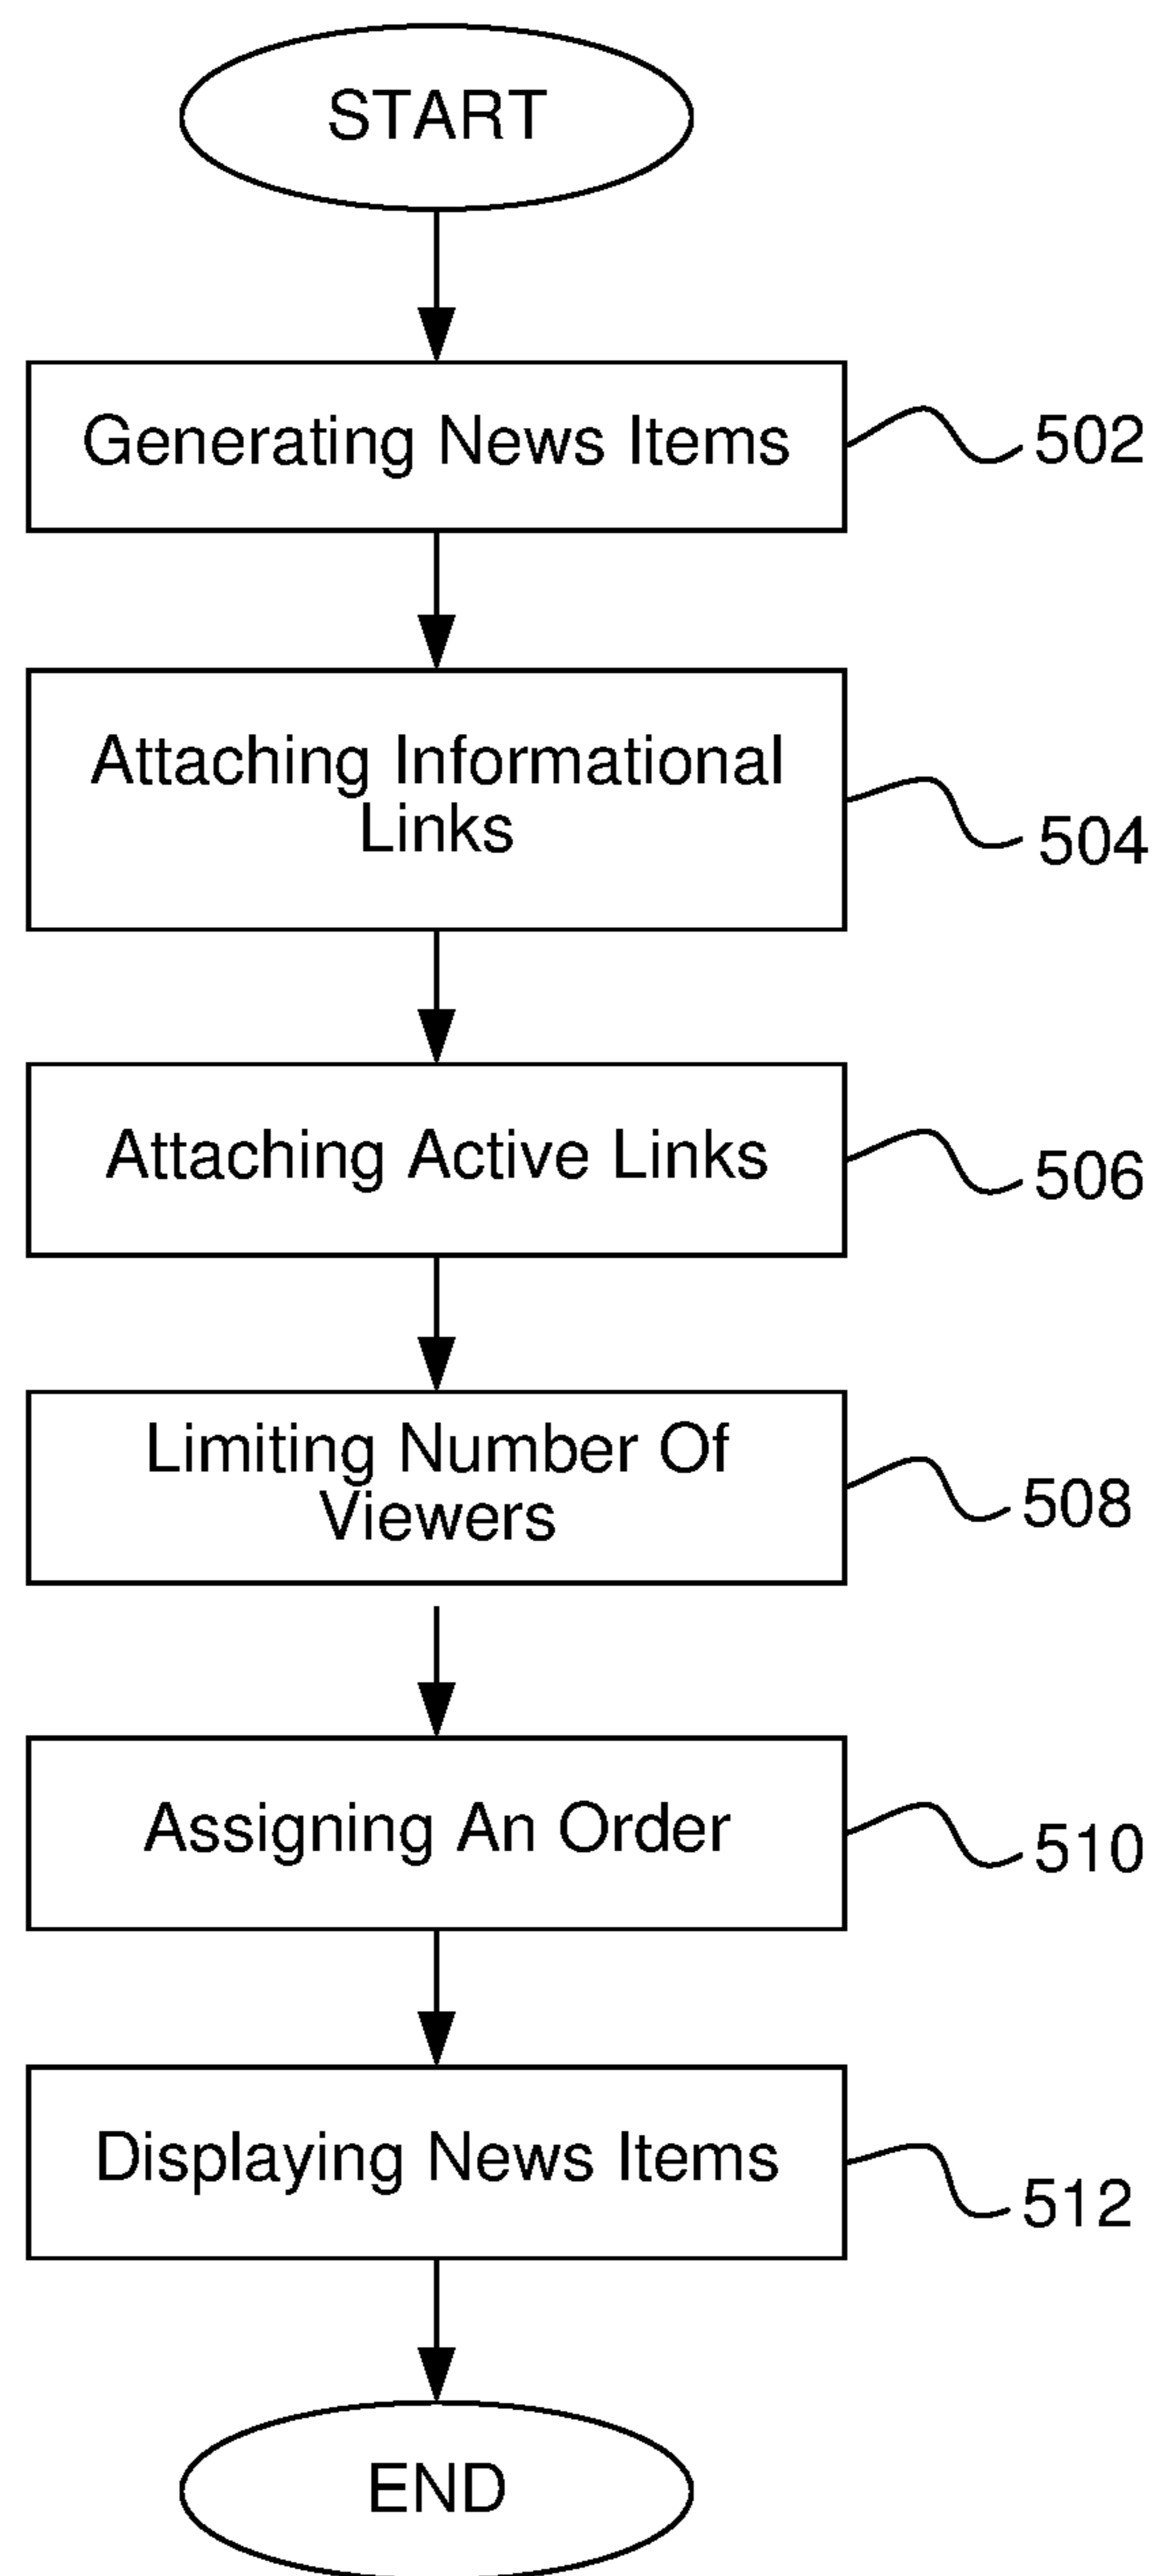 START
Generating News Items
502
Attaching Informational
Links
504
Attaching Active Links
506
Limiting Number Of
Viewers
508
Assigning An Order
510
Displaying News Items
512
END